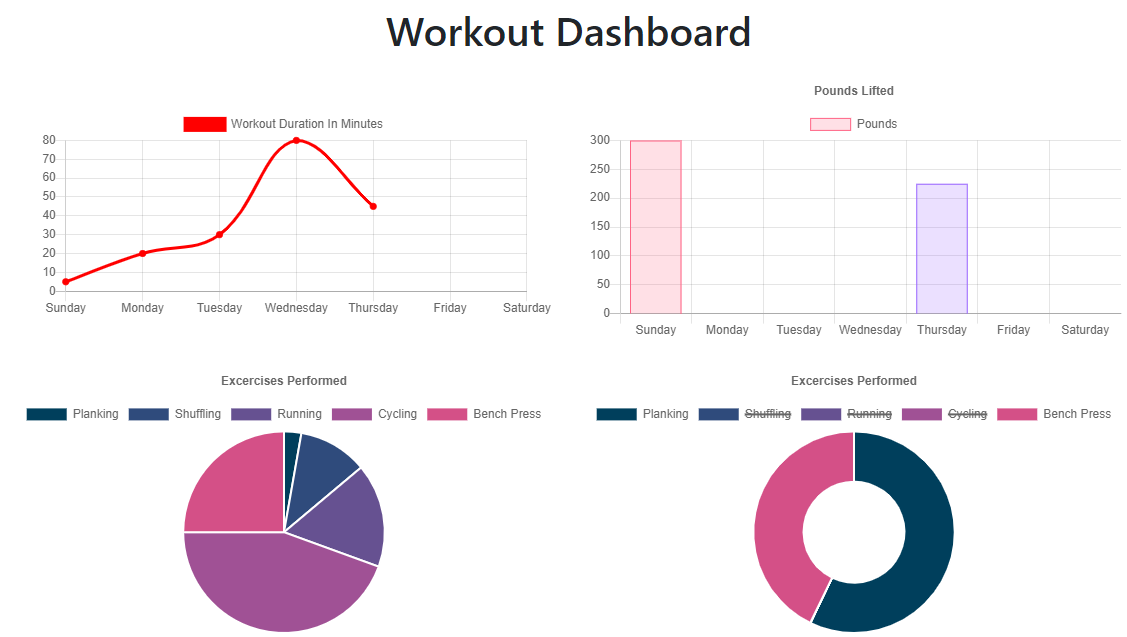 Workout Dashboard
Workout Duration In Minutes
80
70
60
50
40
30
20
10
0
Sunday Monday Tuesday Wednesday Thursday Friday Saturday
Pounds Lifted
Pounds
300
250
200
150
100
50
0
Sunday Monday Tuesday Wednesday Thursday Friday Saturday
Excercises Performed
Planking Shuffling Running Cycling Bench Press
Excercises Performed
Planking Shuffling Running Cycling Bench Press